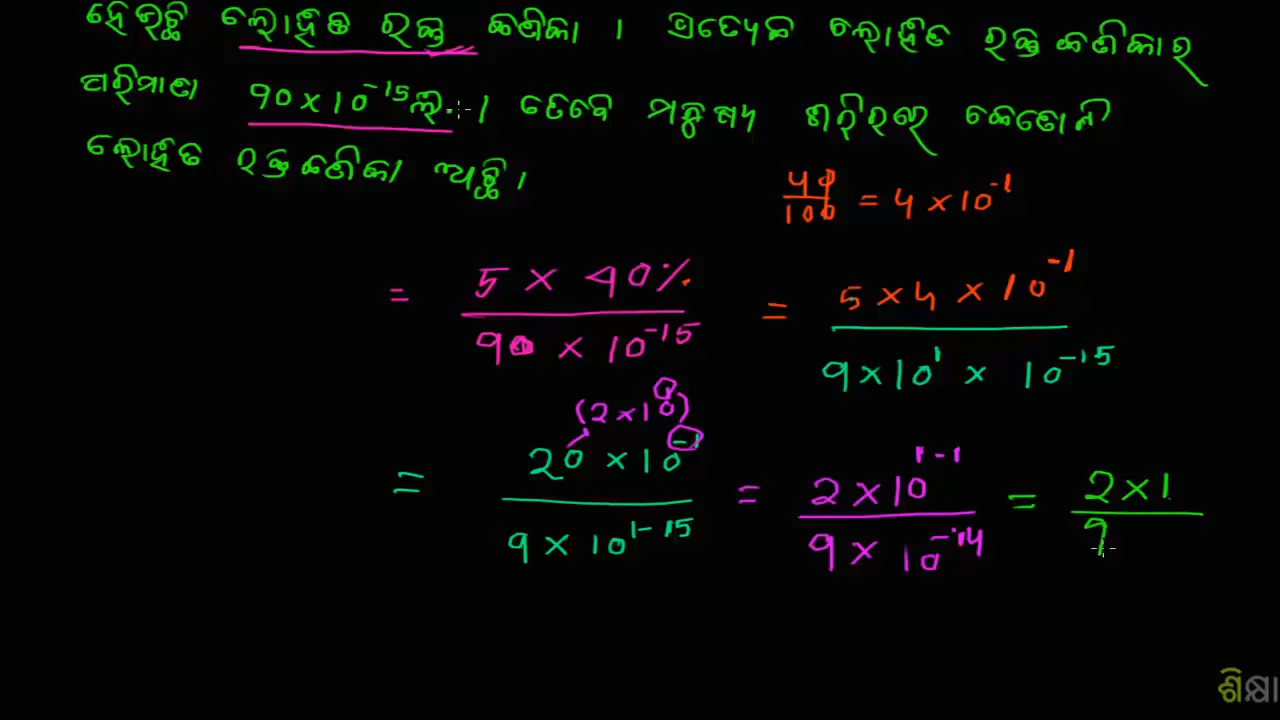 ହେଉଛି ଲୋହିତ ରକ୍ତ କଣିକା । ପ୍ରତ୍ୟେକ ଲୋହିତ ରକ୍ତ କଣିକାର
ପରିମାଣ 90 × 10⁻¹⁵ ଲି. । ତେବେ ମନୁଷ୍ୟ ଶରୀରରେ କେତୋଟି
ଲୋହିତ ରକ୍ତ କଣିକା ଅଛି ।
40/100 = 4 × 10⁻¹
= (5 × 40%)/(90 × 10⁻¹⁵) = (5 × 4 × 10⁻¹)/(9 × 10¹ × 10⁻¹⁵)
(2 × 10
= (20 × 10⁻¹)/(9 × 10¹⁻¹⁵) = (2 × 10¹⁻¹)/(9 × 10⁻¹⁴) = (2 × 1)/9
ଶିକ୍ଷା